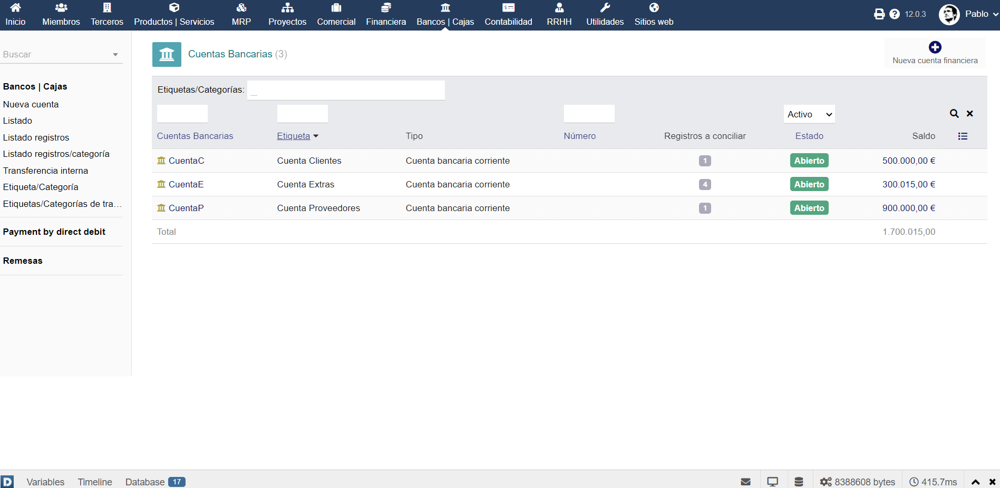 Inicio Miembros Terceros Productos | Servicios MRP Proyectos Comercial Financiera Bancos | Cajas Contabilidad RRHH Utilidades Sitios web 12.0.3 Pablo
Buscar
Bancos | Cajas
Nueva cuenta
Listado
Listado registros
Listado registros/categoría
Transferencia interna
Etiqueta/Categoría
Etiquetas/Categorías de tra...
Payment by direct debit
Remesas
Cuentas Bancarias (3)
Nueva cuenta financiera
Etiquetas/Categorías:
Activo
Cuentas Bancarias Etiqueta Tipo Número Registros a conciliar Estado Saldo
CuentaC Cuenta Clientes Cuenta bancaria corriente 1 Abierto 500.000,00 €
CuentaE Cuenta Extras Cuenta bancaria corriente 4 Abierto 300.015,00 €
CuentaP Cuenta Proveedores Cuenta bancaria corriente 1 Abierto 900.000,00 €
Total 1.700.015,00
D Variables Timeline Database 17 8388608 bytes 415.7ms